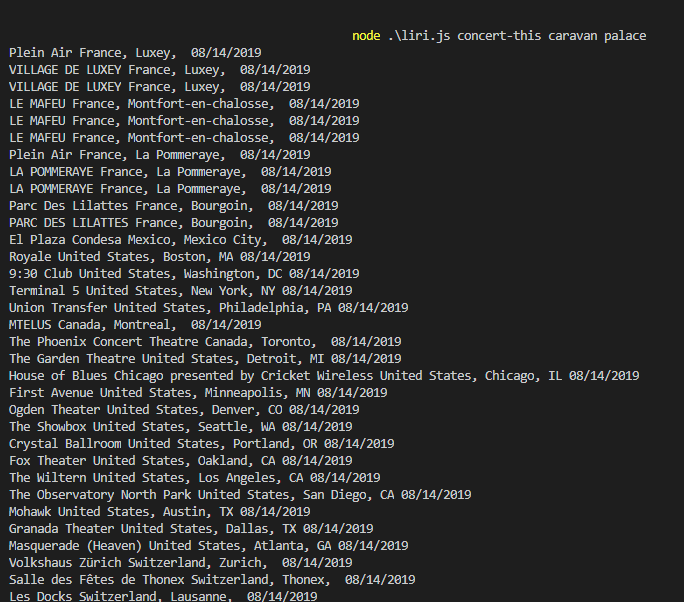 node .\liri.js concert-this caravan palace
Plein Air France, Luxey,  08/14/2019
VILLAGE DE LUXEY France, Luxey,  08/14/2019
VILLAGE DE LUXEY France, Luxey,  08/14/2019
LE MAFEU France, Montfort-en-chalosse,  08/14/2019
LE MAFEU France, Montfort-en-chalosse,  08/14/2019
LE MAFEU France, Montfort-en-chalosse,  08/14/2019
Plein Air France, La Pommeraye,  08/14/2019
LA POMMERAYE France, La Pommeraye,  08/14/2019
LA POMMERAYE France, La Pommeraye,  08/14/2019
Parc Des Lilattes France, Bourgoin,  08/14/2019
PARC DES LILATTES France, Bourgoin,  08/14/2019
El Plaza Condesa Mexico, Mexico City,  08/14/2019
Royale United States, Boston, MA 08/14/2019
9:30 Club United States, Washington, DC 08/14/2019
Terminal 5 United States, New York, NY 08/14/2019
Union Transfer United States, Philadelphia, PA 08/14/2019
MTELUS Canada, Montreal,  08/14/2019
The Phoenix Concert Theatre Canada, Toronto,  08/14/2019
The Garden Theatre United States, Detroit, MI 08/14/2019
House of Blues Chicago presented by Cricket Wireless United States, Chicago, IL 08/14/2019
First Avenue United States, Minneapolis, MN 08/14/2019
Ogden Theater United States, Denver, CO 08/14/2019
The Showbox United States, Seattle, WA 08/14/2019
Crystal Ballroom United States, Portland, OR 08/14/2019
Fox Theater United States, Oakland, CA 08/14/2019
The Wiltern United States, Los Angeles, CA 08/14/2019
The Observatory North Park United States, San Diego, CA 08/14/2019
Mohawk United States, Austin, TX 08/14/2019
Granada Theater United States, Dallas, TX 08/14/2019
Masquerade (Heaven) United States, Atlanta, GA 08/14/2019
Volkshaus Zürich Switzerland, Zurich,  08/14/2019
Salle des Fêtes de Thonex Switzerland, Thonex,  08/14/2019
Les Docks Switzerland, Lausanne,  08/14/2019